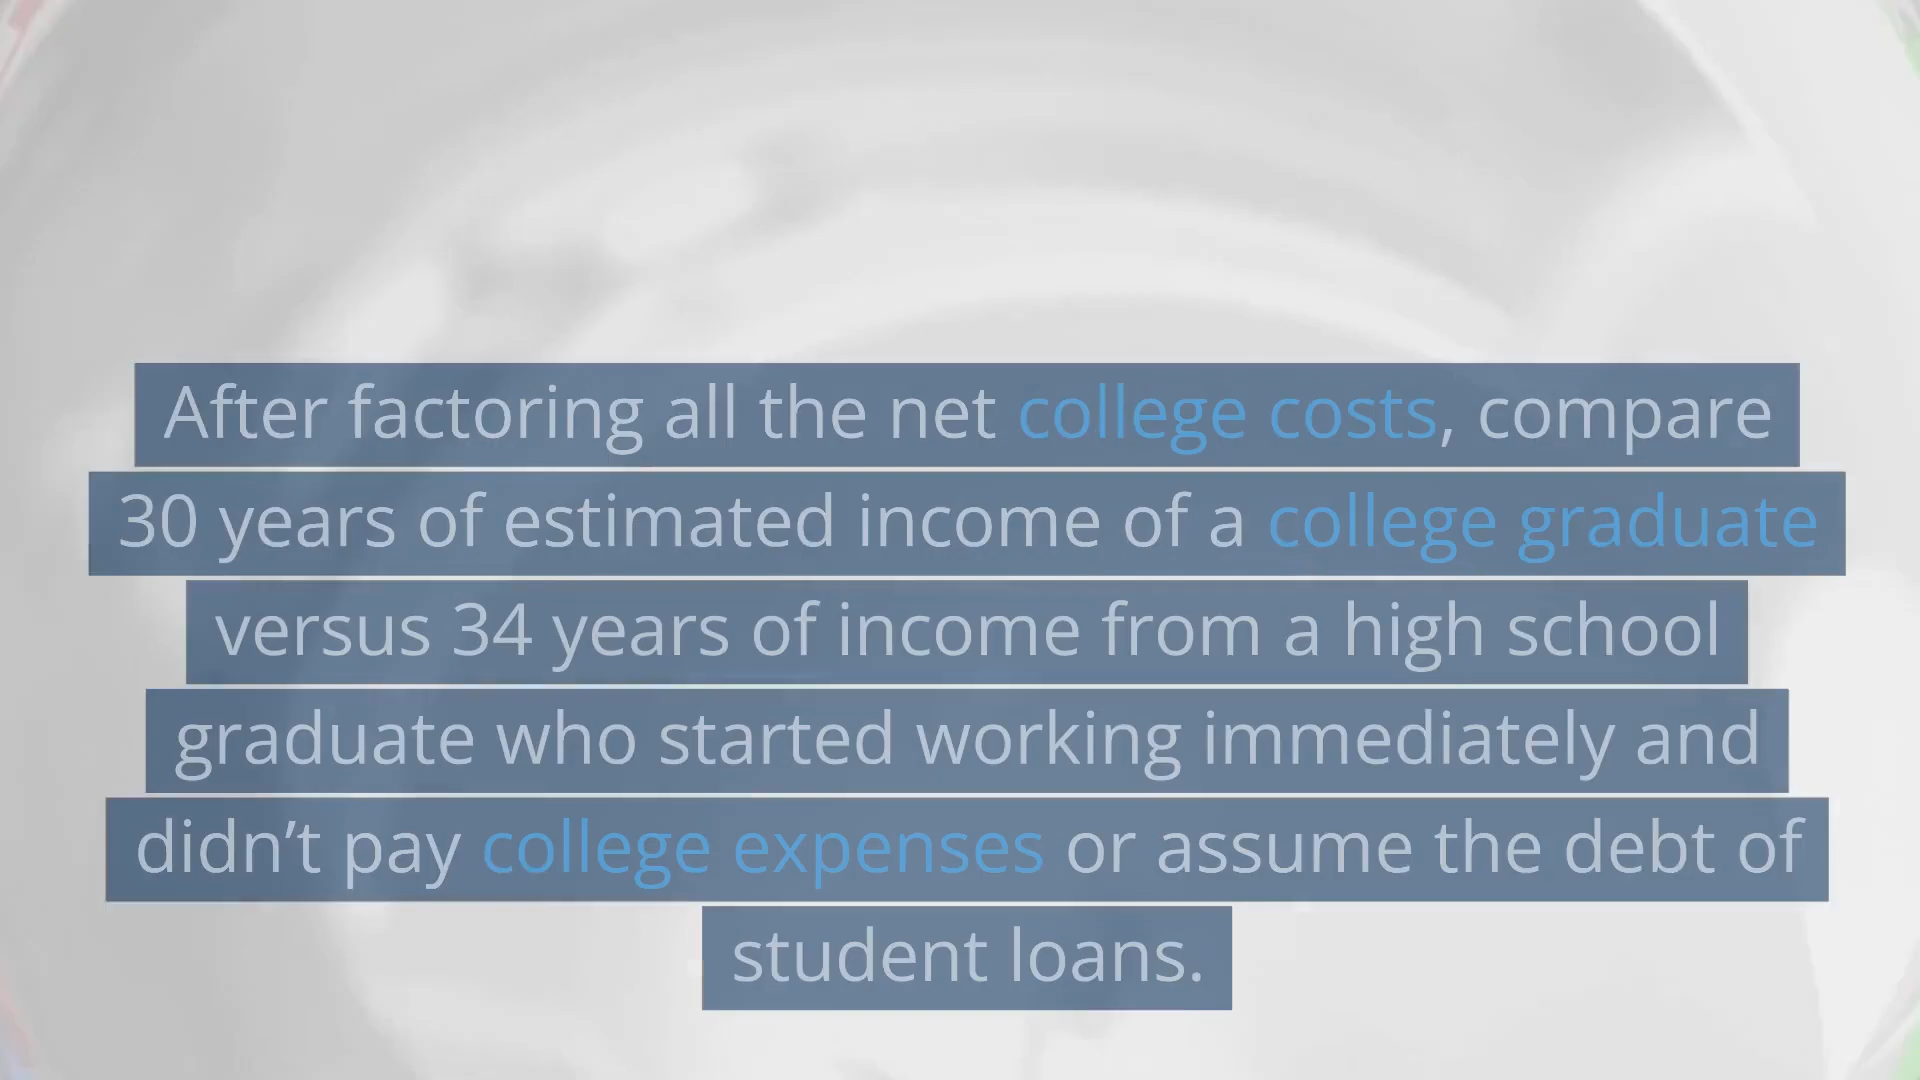 After factoring all the net college costs, compare
30 years of estimated income of a college graduate
versus 34 years of income from a high school
graduate who started working immediately and
didn’t pay college expenses or assume the debt of
student loans.